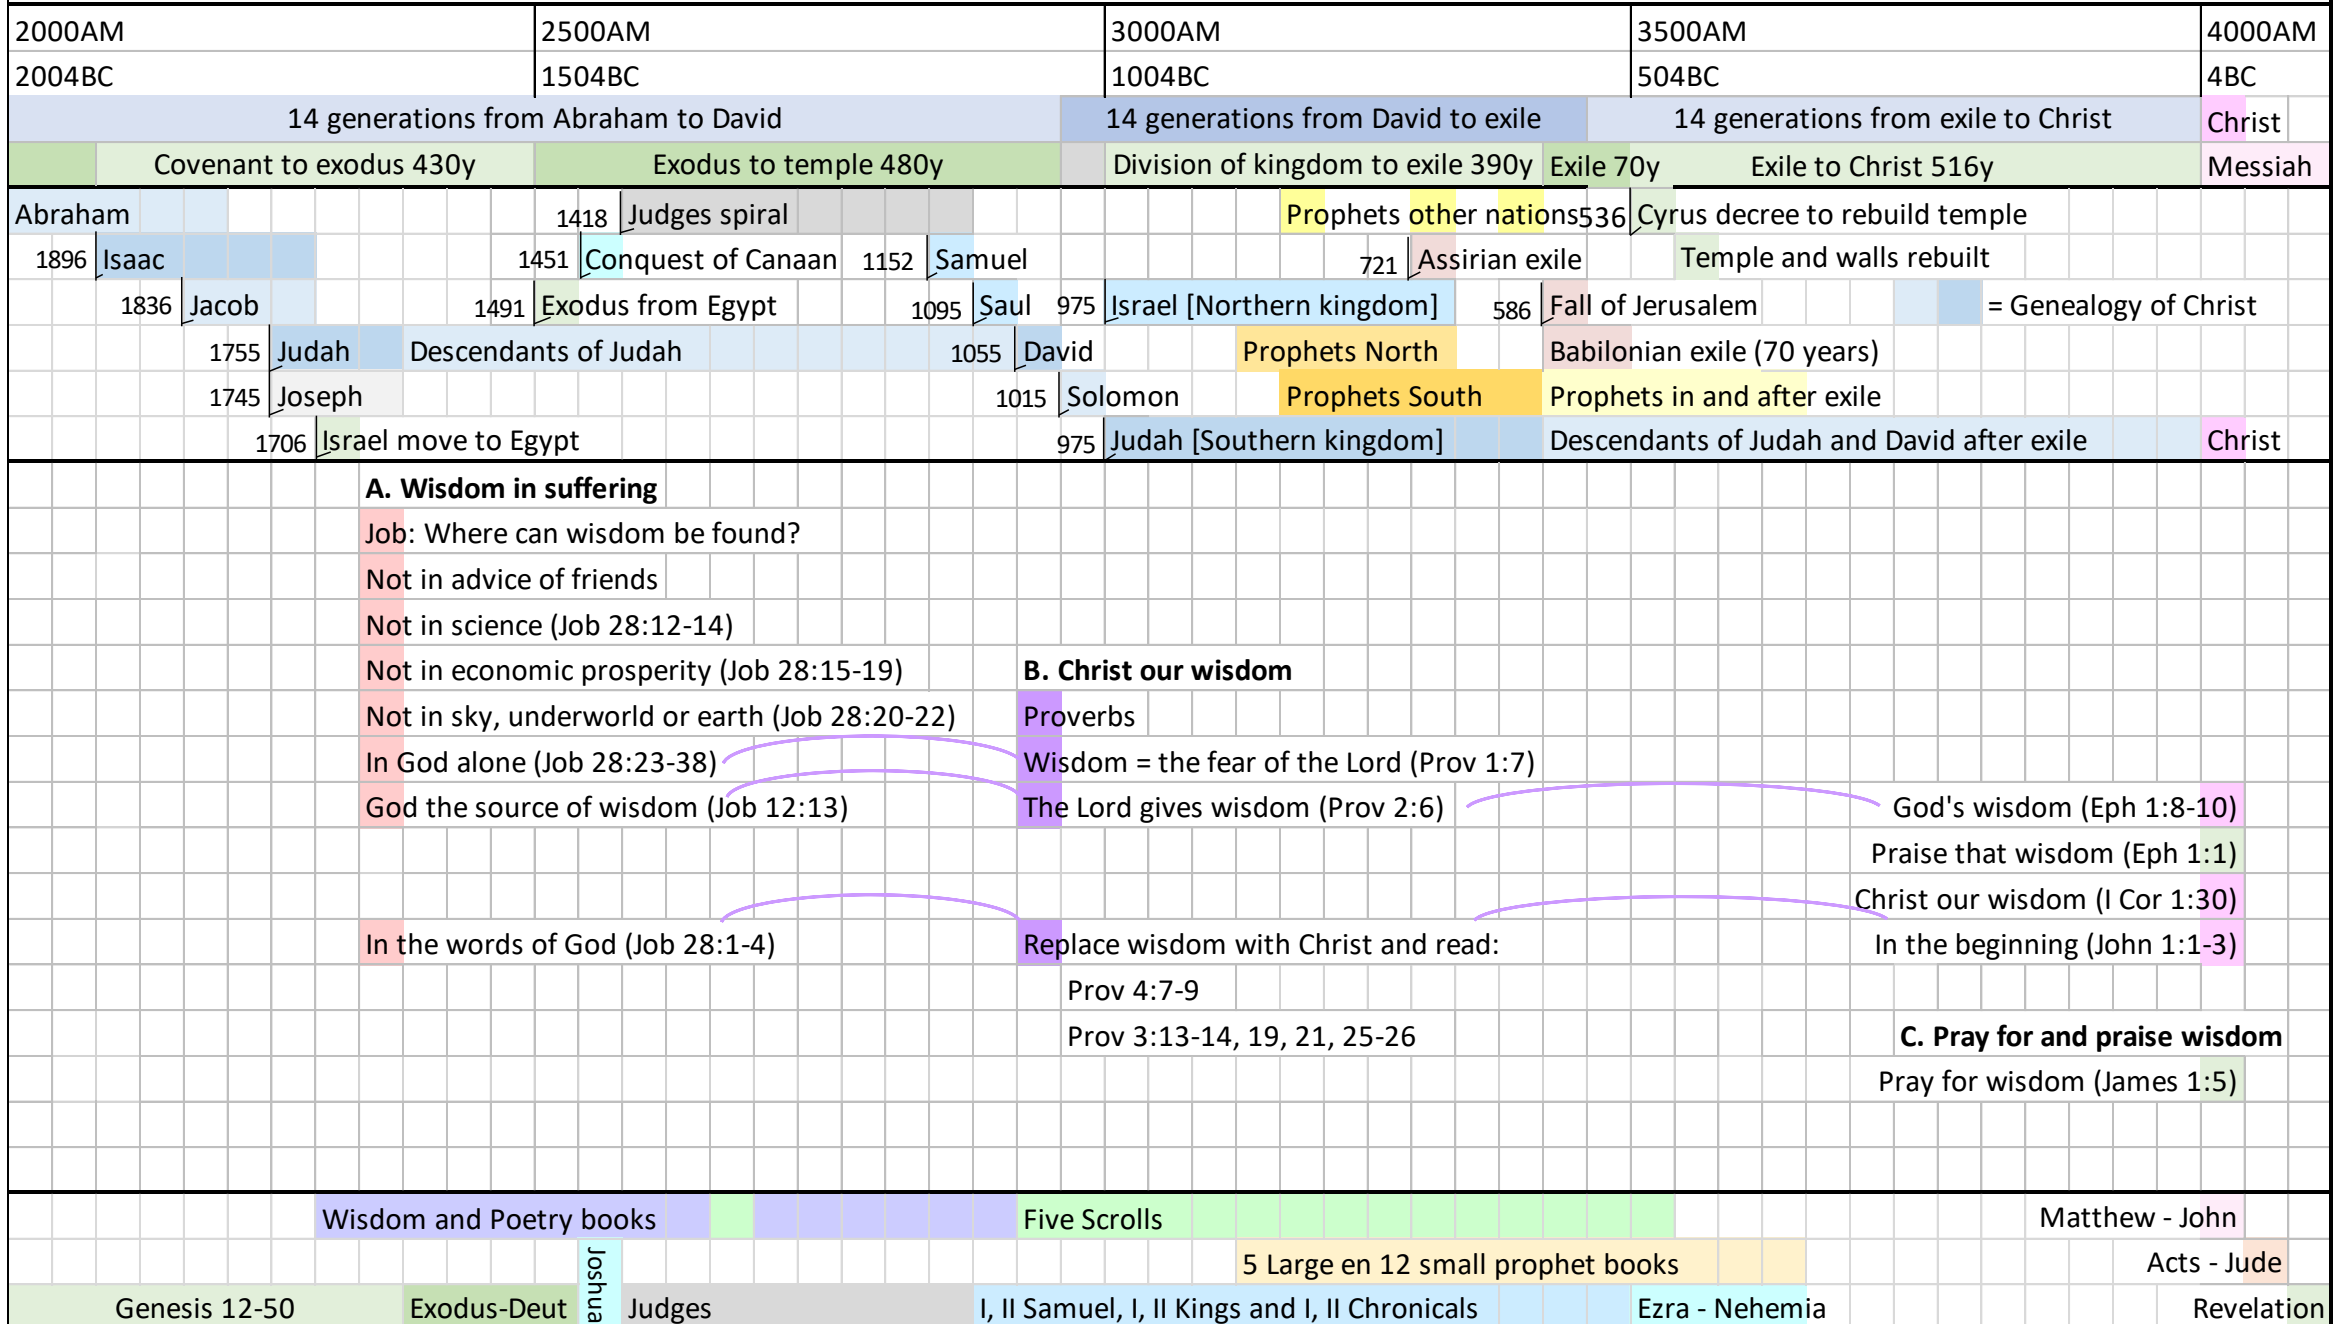 2000AM 2500AM 3000AM 3500AM 4000AM
2004BC 1504BC 1004BC 504BC 4BC
14 generations from Abraham to David 14 generations from David to exile 14 generations from exile to Christ Christ
Covenant to exodus 430y Exodus to temple 480y Division of kingdom to exile 390y Exile 70y Exile to Christ 516y Messiah
Abraham 1418 Judges spiral Prophets other nations 536 Cyrus decree to rebuild temple
1896 Isaac 1451 Conquest of Canaan 1152 Samuel 721 Assirian exile Temple and walls rebuilt
1836 Jacob 1491 Exodus from Egypt 1095 Saul 975 Israel [Northern kingdom] 586 Fall of Jerusalem = Genealogy of Christ
1755 Judah Descendants of Judah 1055 David Prophets North Babilonian exile (70 years)
1745 Joseph 1015 Solomon Prophets South Prophets in and after exile
1706 Israel move to Egypt 975 Judah [Southern kingdom] Descendants of Judah and David after exile Christ
A. Wisdom in suffering
Job: Where can wisdom be found?
Not in advice of friends
Not in science (Job 28:12-14)
Not in economic prosperity (Job 28:15-19) B. Christ our wisdom
Not in sky, underworld or earth (Job 28:20-22) Proverbs
In God alone (Job 28:23-38) Wisdom = the fear of the Lord (Prov 1:7)
God the source of wisdom (Job 12:13) The Lord gives wisdom (Prov 2:6) God's wisdom (Eph 1:8-10)
Praise that wisdom (Eph 1:1)
Christ our wisdom (I Cor 1:30)
In the words of God (Job 28:1-4) Replace wisdom with Christ and read: In the beginning (John 1:1-3)
Prov 4:7-9
Prov 3:13-14, 19, 21, 25-26 C. Pray for and praise wisdom
Pray for wisdom (James 1:5)
Wisdom and Poetry books Five Scrolls Matthew - John
Joshua 5 Large en 12 small prophet books Acts - Jude
Genesis 12-50 Exodus-Deut Judges I, II Samuel, I, II Kings and I, II Chronicals Ezra - Nehemia Revelation